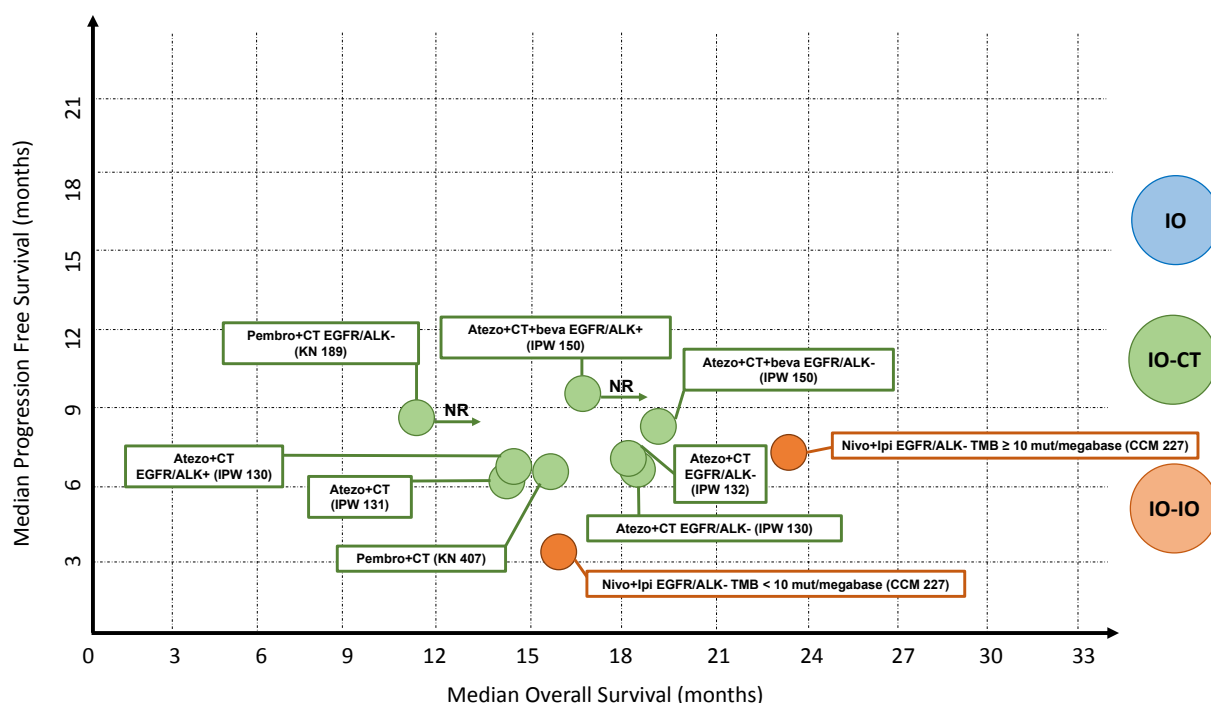 Median Progression Free Survival (months)
21
18
15
12
9
6
3
Pembro+CT EGFR/ALK-
(KN 189)
NR
Atezo+CT+beva EGFR/ALK+
(IPW 150)
NR
Atezo+CT+beva EGFR/ALK-
(IPW 150)
Atezo+CT
EGFR/ALK+ (IPW 130)
Atezo+CT
(IPW 131)
Pembro+CT (KN 407)
Atezo+CT
EGFR/ALK-
(IPW 132)
Atezo+CT EGFR/ALK- (IPW 130)
Nivo+Ipi EGFR/ALK- TMB ≥ 10 mut/megabase (CCM 227)
Nivo+Ipi EGFR/ALK- TMB < 10 mut/megabase (CCM 227)
IO
IO-CT
IO-IO
0 3 6 9 12 15 18 21 24 27 30 33
Median Overall Survival (months)